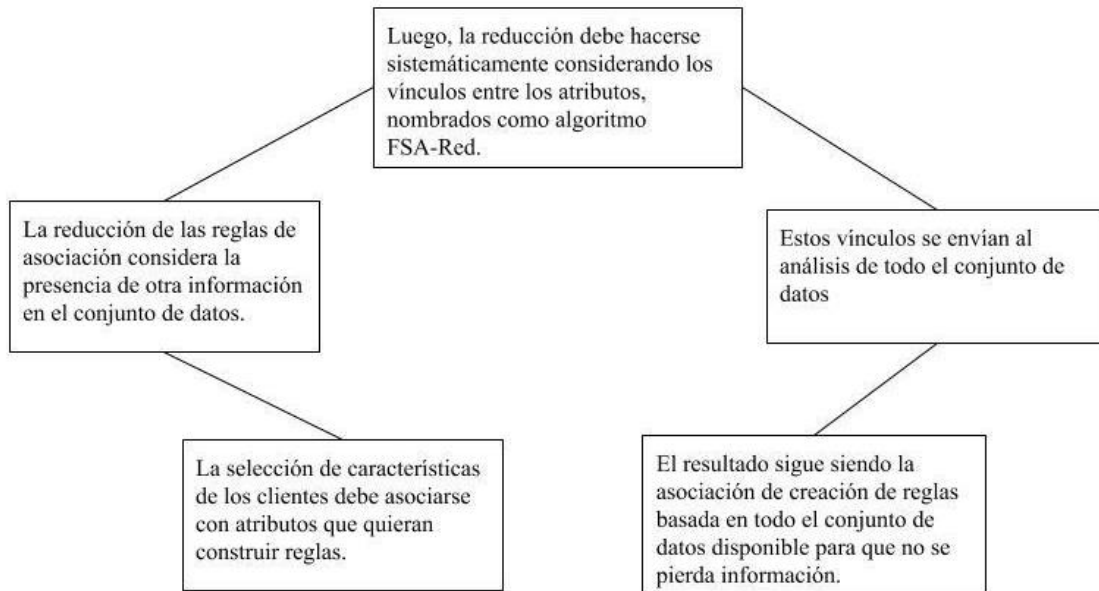 Luego, la reducción debe hacerse
sistemáticamente considerando los
vínculos entre los atributos,
nombrados como algoritmo
FSA-Red.
La reducción de las reglas de
asociación considera la
presencia de otra información
en el conjunto de datos.
Estos vínculos se envían al
análisis de todo el conjunto de
datos
La selección de características
de los clientes debe asociarse
con atributos que quieran
construir reglas.
El resultado sigue siendo la
asociación de creación de reglas
basada en todo el conjunto de
datos disponible para que no se
pierda información.